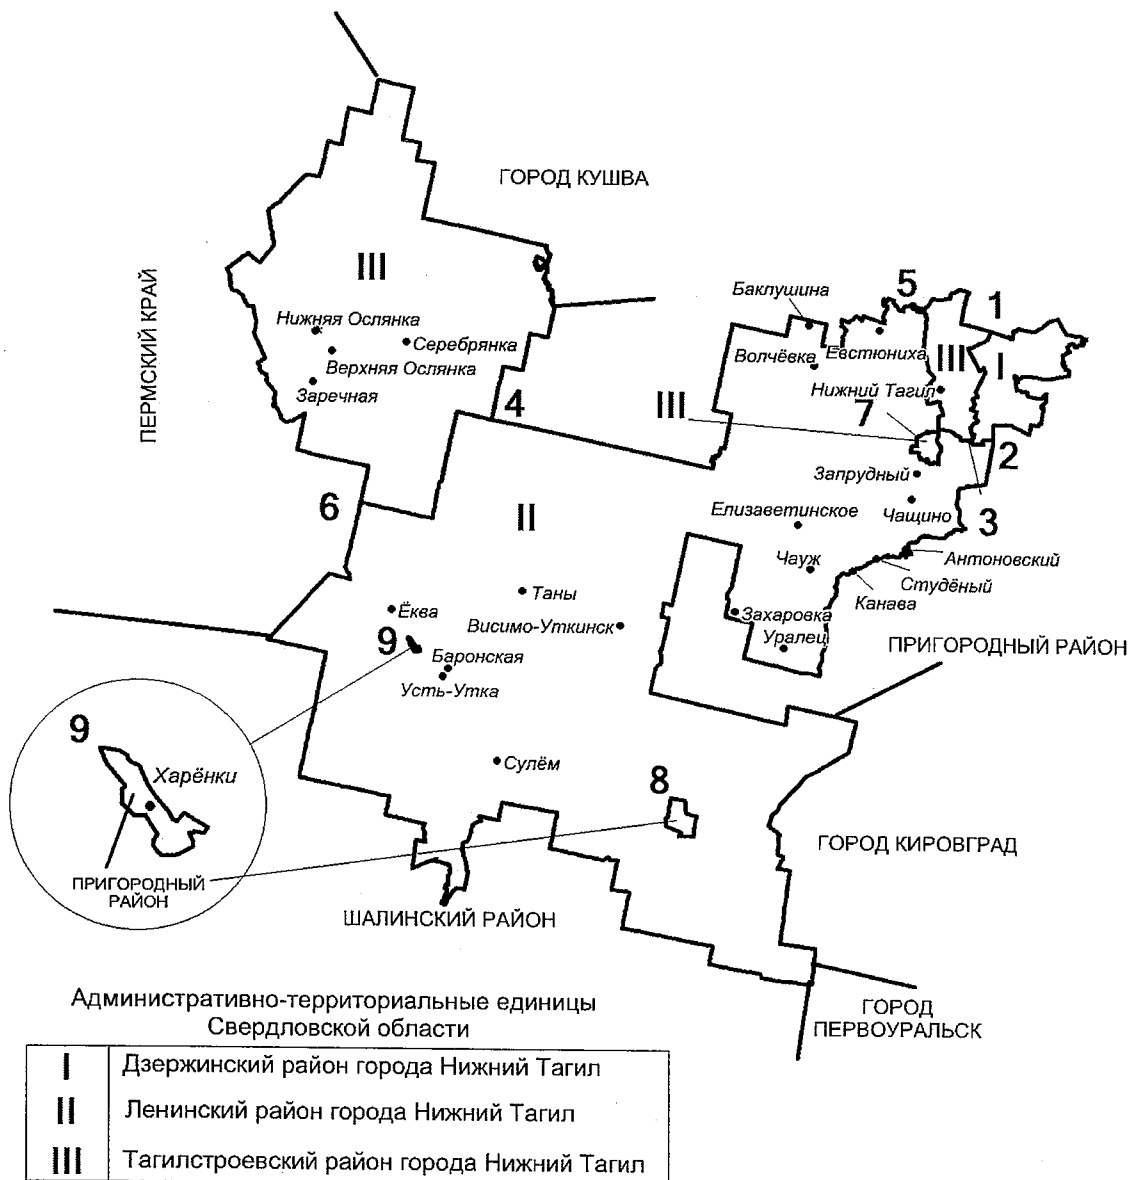 ГОРОД КУШВА
ПЕРМСКИЙ КРАЙ
III
5
1
Баклушина
Нижняя Ослянка
Серебрянка
Волчёвка
Евстюниха
III
I
Верхняя Ослянка
Заречная
4
III
Нижний Тагил
7
2
Запрудный
6
II
Елизаветинское
Чащино
3
Антоновский
Чауж
Студёный
Канава
Таны
Ёква
Висимо-Уткинск
Захаровка
Уралец
ПРИГОРОДНЫЙ РАЙОН
9
Баронская
Усть-Утка
9
Харёнки
Сулём
8
ГОРОД КИРОВГРАД
ПРИГОРОДНЫЙ
РАЙОН
ШАЛИНСКИЙ РАЙОН
ГОРОД
ПЕРВОУРАЛЬСК
Административно-территориальные единицы
Свердловской области
I Дзержинский район города Нижний Тагил
II Ленинский район города Нижний Тагил
III Тагилстроевский район города Нижний Тагил